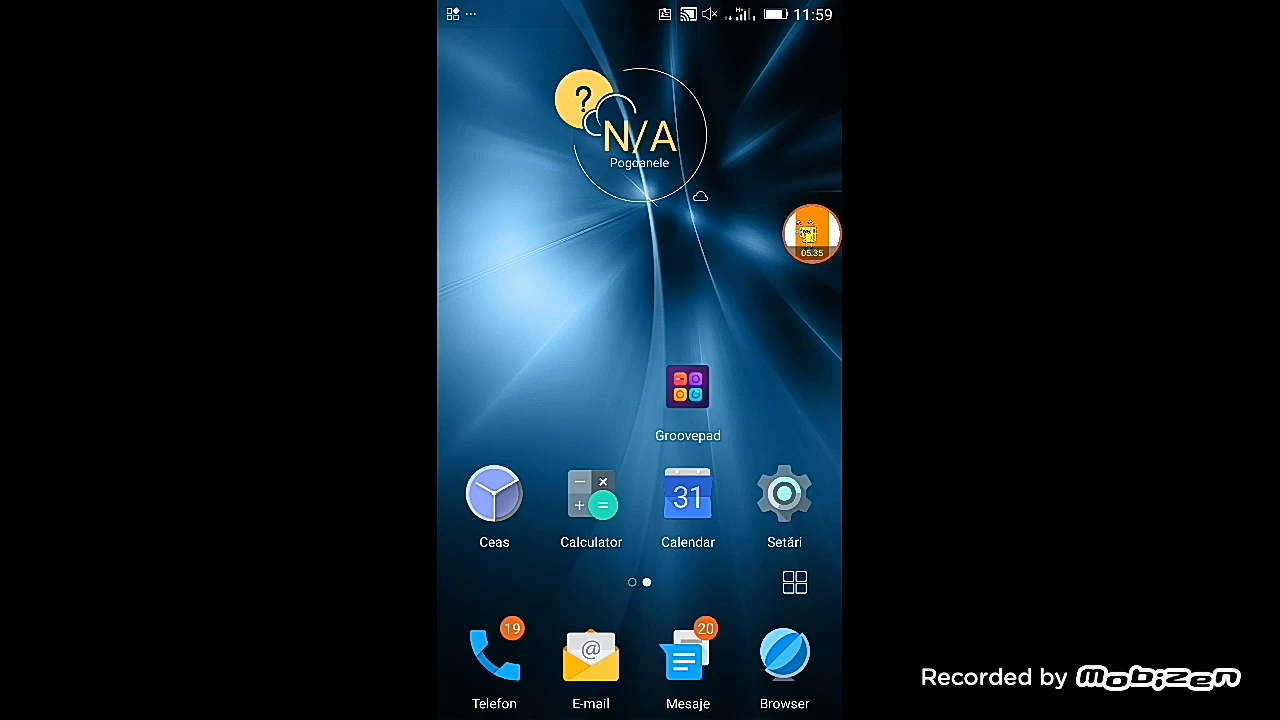 11:59
?
N/A
Pogoanele
05:35
Groovepad
31
Ceas
Calculator
Calendar
Setări
19
20
@
Telefon
E-mail
Mesaje
Browser
Recorded by mobizen